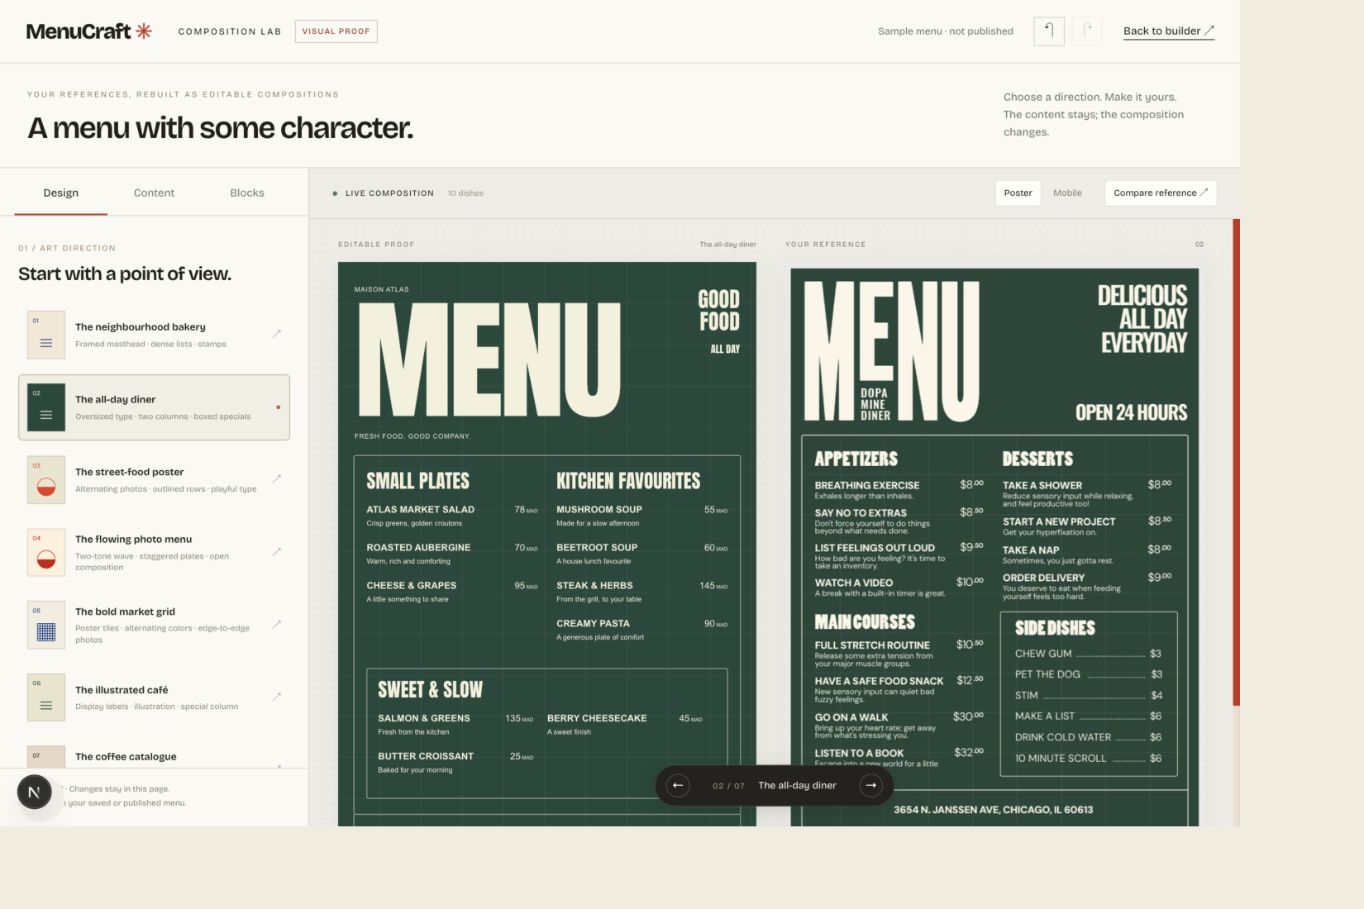 MenuCraft
COMPOSITION LAB
VISUAL PROOF
Sample menu · not published
Back to builder
YOUR REFERENCES, REBUILT AS EDITABLE COMPOSITIONS
A menu with some character.
Choose a direction. Make it yours.
The content stays; the composition
changes.
Design
Content
Blocks
01 / ART DIRECTION
Start with a point of view.
01
The neighbourhood bakery
Framed masthead · dense lists · stamps
02
The all-day diner
Oversized type · two columns · boxed specials
03
The street-food poster
Alternating photos · outlined rows · playful type
04
The flowing photo menu
Two-tone wave · staggered plates · open
composition
05
The bold market grid
Poster tiles · alternating colors · edge-to-edge
photos
06
The illustrated café
Display labels · illustration · special column
07
The coffee catalogue
N
· Changes stay in this page.
your saved or published menu.
LIVE COMPOSITION
10 dishes
Poster
Mobile
Compare reference
EDITABLE PROOF
The all-day diner
MAISON ATLAS
MENU
GOOD
FOOD
ALL DAY
FRESH FOOD. GOOD COMPANY.
SMALL PLATES
ATLAS MARKET SALAD 78 MAD
Crisp greens, golden croutons
ROASTED AUBERGINE 70 MAD
Warm, rich and comforting
CHEESE & GRAPES 95 MAD
A little something to share
KITCHEN FAVOURITES
MUSHROOM SOUP 55 MAD
Made for a slow afternoon
BEETROOT SOUP 60 MAD
A house lunch favourite
STEAK & HERBS 145 MAD
From the grill, to your table
CREAMY PASTA 90 MAD
A generous plate of comfort
SWEET & SLOW
SALMON & GREENS 135 MAD
Fresh from the kitchen
BUTTER CROISSANT 25 MAD
Baked for your morning
BERRY CHEESECAKE 45 MAD
A sweet finish
YOUR REFERENCE
02
MENU
DOPA
MINE
DINER
DELICIOUS
ALL DAY
EVERYDAY
OPEN 24 HOURS
APPETIZERS
BREATHING EXERCISE $8.00
Exhales longer than inhales.
SAY NO TO EXTRAS $8.50
Don't force yourself to do things
beyond what needs done.
LIST FEELINGS OUT LOUD $9.50
How bad are you feeling? It's time to
take an inventory.
WATCH A VIDEO $10.00
A break with a built-in timer is great.
MAIN COURSES
FULL STRETCH ROUTINE $10.50
Release some extra tension from
your major muscle groups.
HAVE A SAFE FOOD SNACK $12.50
New sensory input can quiet bad
fuzzy feelings.
GO ON A WALK $30.00
Bring up your heart rate; get away
from what's stressing you.
LISTEN TO A BOOK $32.00
Escape into a new world for a little
DESSERTS
TAKE A SHOWER $8.00
Reduce sensory input while relaxing,
and feel productive too!
START A NEW PROJECT $8.50
Get your hyperfixation on.
TAKE A NAP $8.00
Sometimes, you just gotta rest.
ORDER DELIVERY $9.00
You deserve to eat when feeding
yourself feels too hard.
SIDE DISHES
CHEW GUM $3
PET THE DOG $3
STIM $4
MAKE A LIST $6
DRINK COLD WATER $6
10 MINUTE SCROLL $6
3654 N. JANSSEN AVE, CHICAGO, IL 60613
02 / 07
The all-day diner